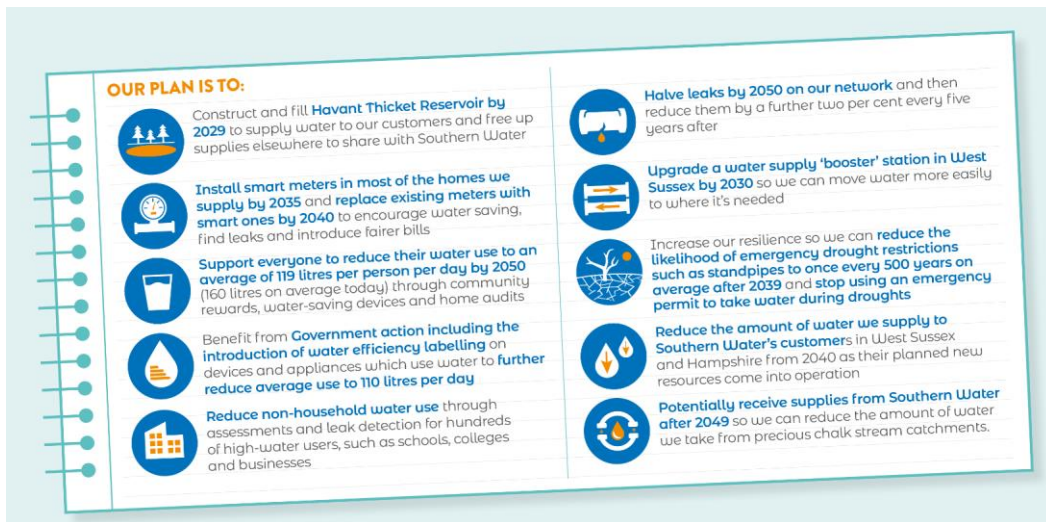 OUR PLAN IS TO:
Construct and fill Havant Thicket Reservoir by
2029 to supply water to our customers and free up
supplies elsewhere to share with Southern Water
Install smart meters in most of the homes we
supply by 2035 and replace existing meters with
smart ones by 2040 to encourage water saving,
find leaks and introduce fairer bills
Support everyone to reduce their water use to an
average of 119 litres per person per day by 2050
(160 litres on average today) through community
rewards, water-saving devices and home audits
Benefit from Government action including the
introduction of water efficiency labelling on
devices and appliances which use water to further
reduce average use to 110 litres per day
Reduce non-household water use through
assessments and leak detection for hundreds
of high-water users, such as schools, colleges
and businesses
Halve leaks by 2050 on our network and then
reduce them by a further two per cent every five
years after
Upgrade a water supply ‘booster’ station in West
Sussex by 2030 so we can move water more easily
to where it’s needed
Increase our resilience so we can reduce the
likelihood of emergency drought restrictions
such as standpipes to once every 500 years on
average after 2039 and stop using an emergency
permit to take water during droughts
Reduce the amount of water we supply to
Southern Water’s customers in West Sussex
and Hampshire from 2040 as their planned new
resources come into operation
Potentially receive supplies from Southern Water
after 2049 so we can reduce the amount of water
we take from precious chalk stream catchments.